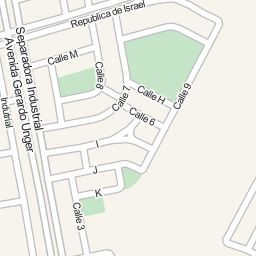 Republica de Israel
Separadora Industrial
Avenida Gerardo Unger
Calle M
Calle 8
Calle 7
Calle H
Calle 9
Calle 6
Indutrial
I
J
K
Calle 3